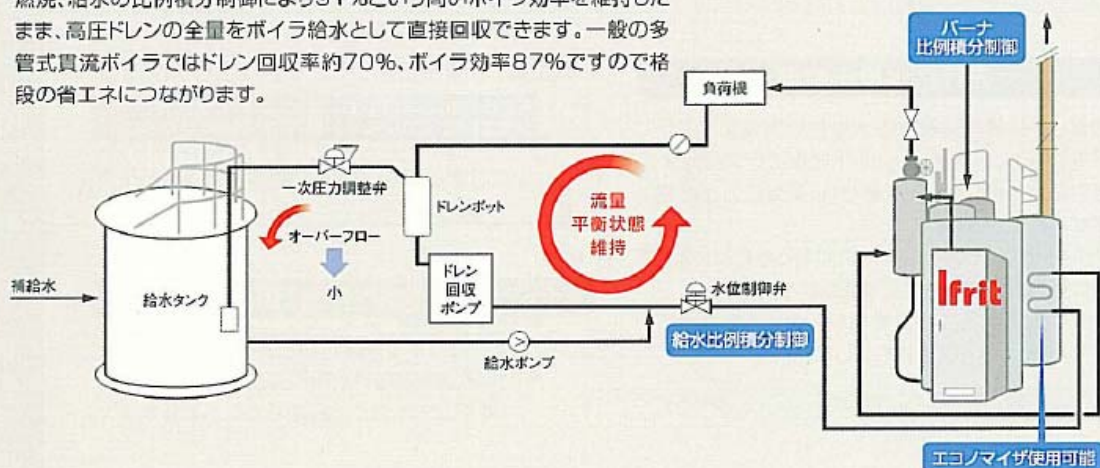 まま、高圧ドレンの全量をボイラ給水として直接回収できます。一般の多
管式貫流ボイラではドレン回収率約70%、ボイラ効率87%ですので格
段の省エネにつながります。
バーナ
比例積分制御
負荷機
一次圧力調整弁
ドレンポット
オーバーフロー
小
流量
平衡状態
維持
ドレン
回収
ポンプ
水位制御弁
補給水
給水タンク
給水ポンプ
給水比例積分制御
Ifrit
エコノマイザ使用可能